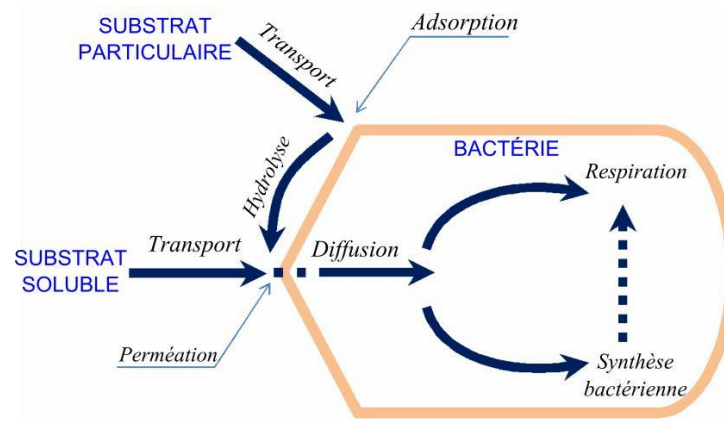 SUBSTRAT
PARTICULAIRE
Transport
Adsorption
Hydrolyse
BACTÉRIE
Respiration
SUBSTRAT
SOLUBLE
Transport
Diffusion
Perméation
Synthèse
bactérienne